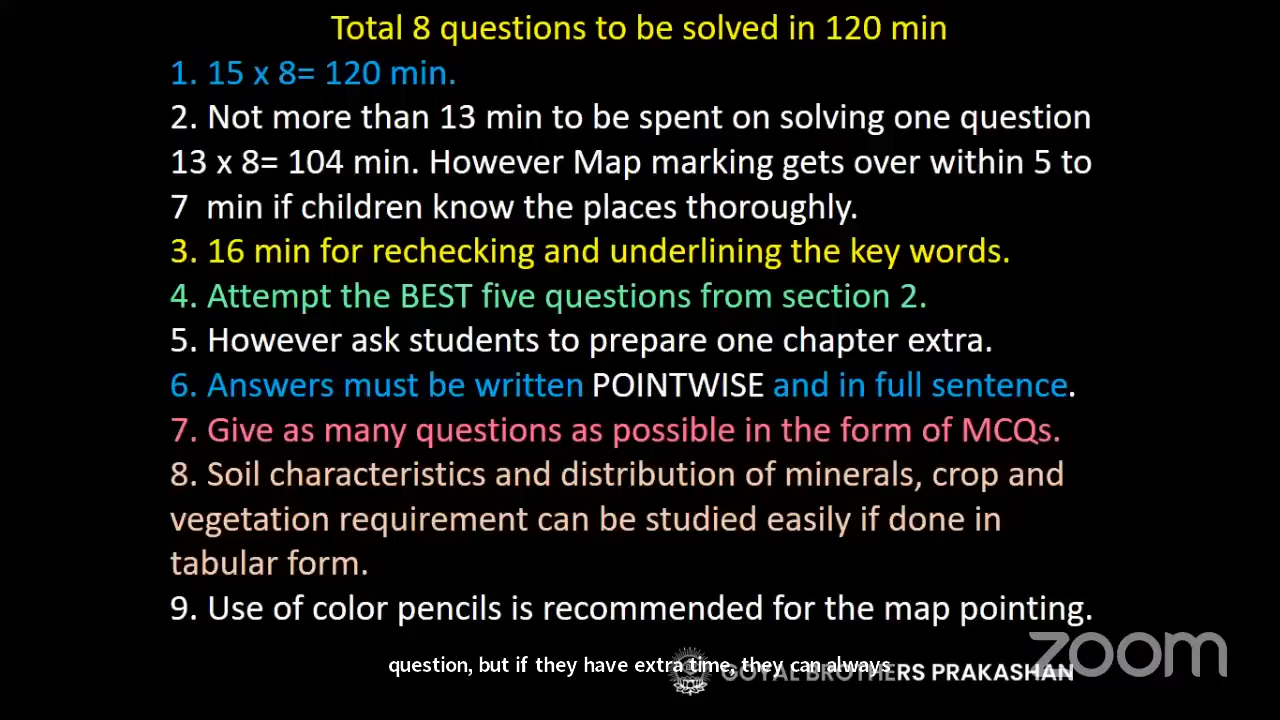 Total 8 questions to be solved in 120 min
1. 15 x 8= 120 min.
2. Not more than 13 min to be spent on solving one question
13 x 8= 104 min. However Map marking gets over within 5 to
7 min if children know the places thoroughly.
3. 16 min for rechecking and underlining the key words.
4. Attempt the BEST five questions from section 2.
5. However ask students to prepare one chapter extra.
6. Answers must be written POINTWISE and in full sentence.
7. Give as many questions as possible in the form of MCQs.
8. Soil characteristics and distribution of minerals, crop and
vegetation requirement can be studied easily if done in
tabular form.
9. Use of color pencils is recommended for the map pointing.
question, but if they have extra time, they can always
GOYAL BROTHERS PRAKASHAN
zoom